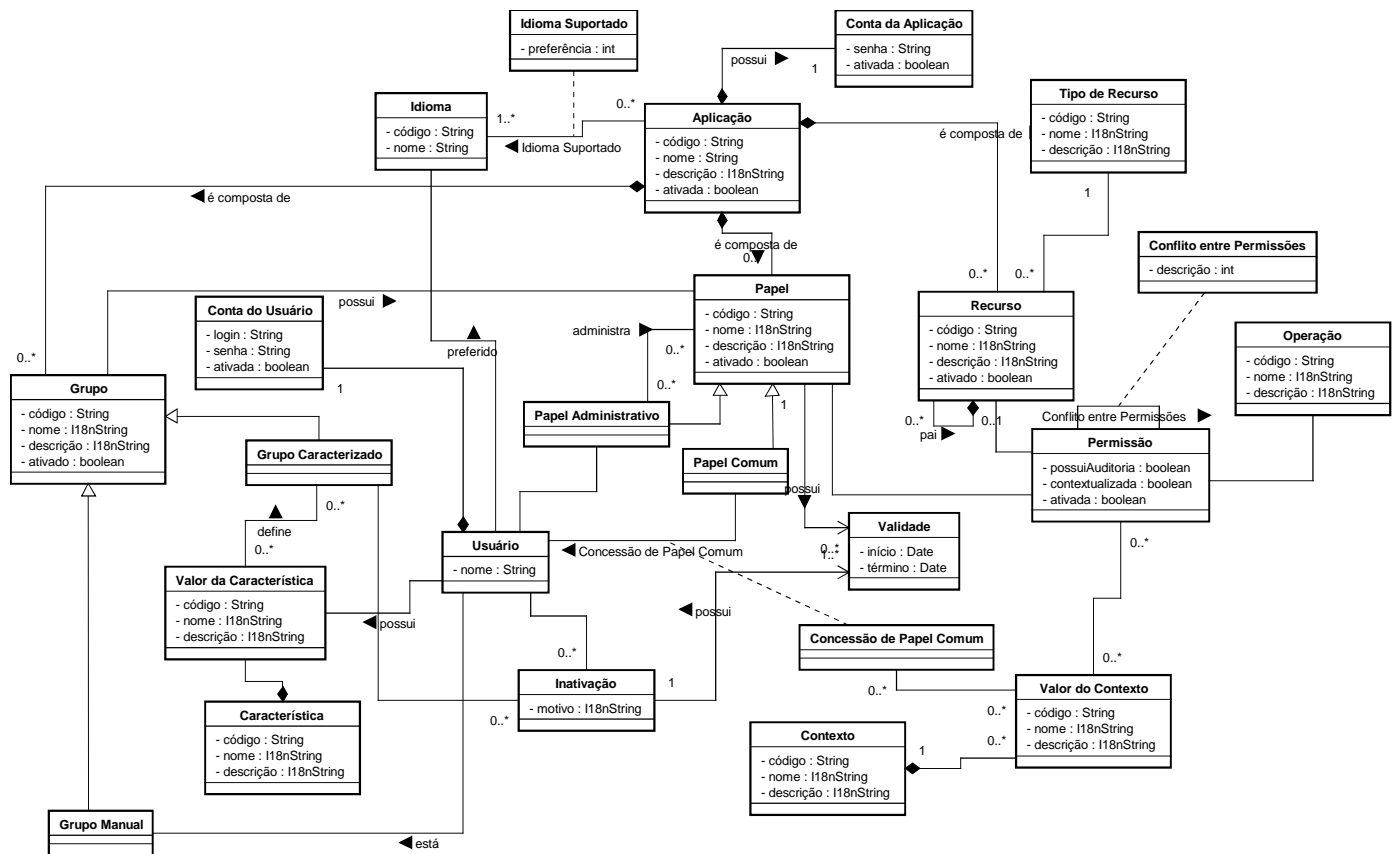 Idioma Suportado
- preferência : int
Conta da Aplicação
- senha : String
- ativada : boolean
possui
1
Tipo de Recurso
- código : String
- nome : I18nString
- descrição : I18nString
Idioma
- código : String
- nome : String
1..*
0..*
Idioma Suportado
Aplicação
- código : String
- nome : String
- descrição : I18nString
- ativada : boolean
é composta de
1
é composta de
é composta de
0..
Conflito entre Permissões
- descrição : int
0..*
0..*
Papel
- código : String
- nome : I18nString
- descrição : I18nString
- ativado : boolean
Recurso
- código : String
- nome : I18nString
- descrição : I18nString
- ativado : boolean
0..*
0..1
pai
possui
Conta do Usuário
- login : String
- senha : String
- ativada : boolean
1
preferido
administra
0..*
0..*
Operação
- código : String
- nome : I18nString
- descrição : I18nString
0..*
Grupo
- código : String
- nome : I18nString
- descrição : I18nString
- ativado : boolean
Papel Administrativo
1
Conflito entre Permissões
Permissão
- possuiAuditoria : boolean
- contextualizada : boolean
- ativada : boolean
Grupo Caracterizado
Papel Comum
possui
0..*
define
0..*
Validade
- início : Date
- término : Date
0..*
1..
0..*
Usuário
- nome : String
Concessão de Papel Comum
Valor da Característica
- código : String
- nome : I18nString
- descrição : I18nString
possui
possui
Concessão de Papel Comum
0..*
0..*
Inativação
- motivo : I18nString
1
0..*
0..*
0..*
Valor do Contexto
- código : String
- nome : I18nString
- descrição : I18nString
0..*
Característica
- código : String
- nome : I18nString
- descrição : I18nString
Contexto
- código : String
- nome : I18nString
- descrição : I18nString
1
Grupo Manual
está